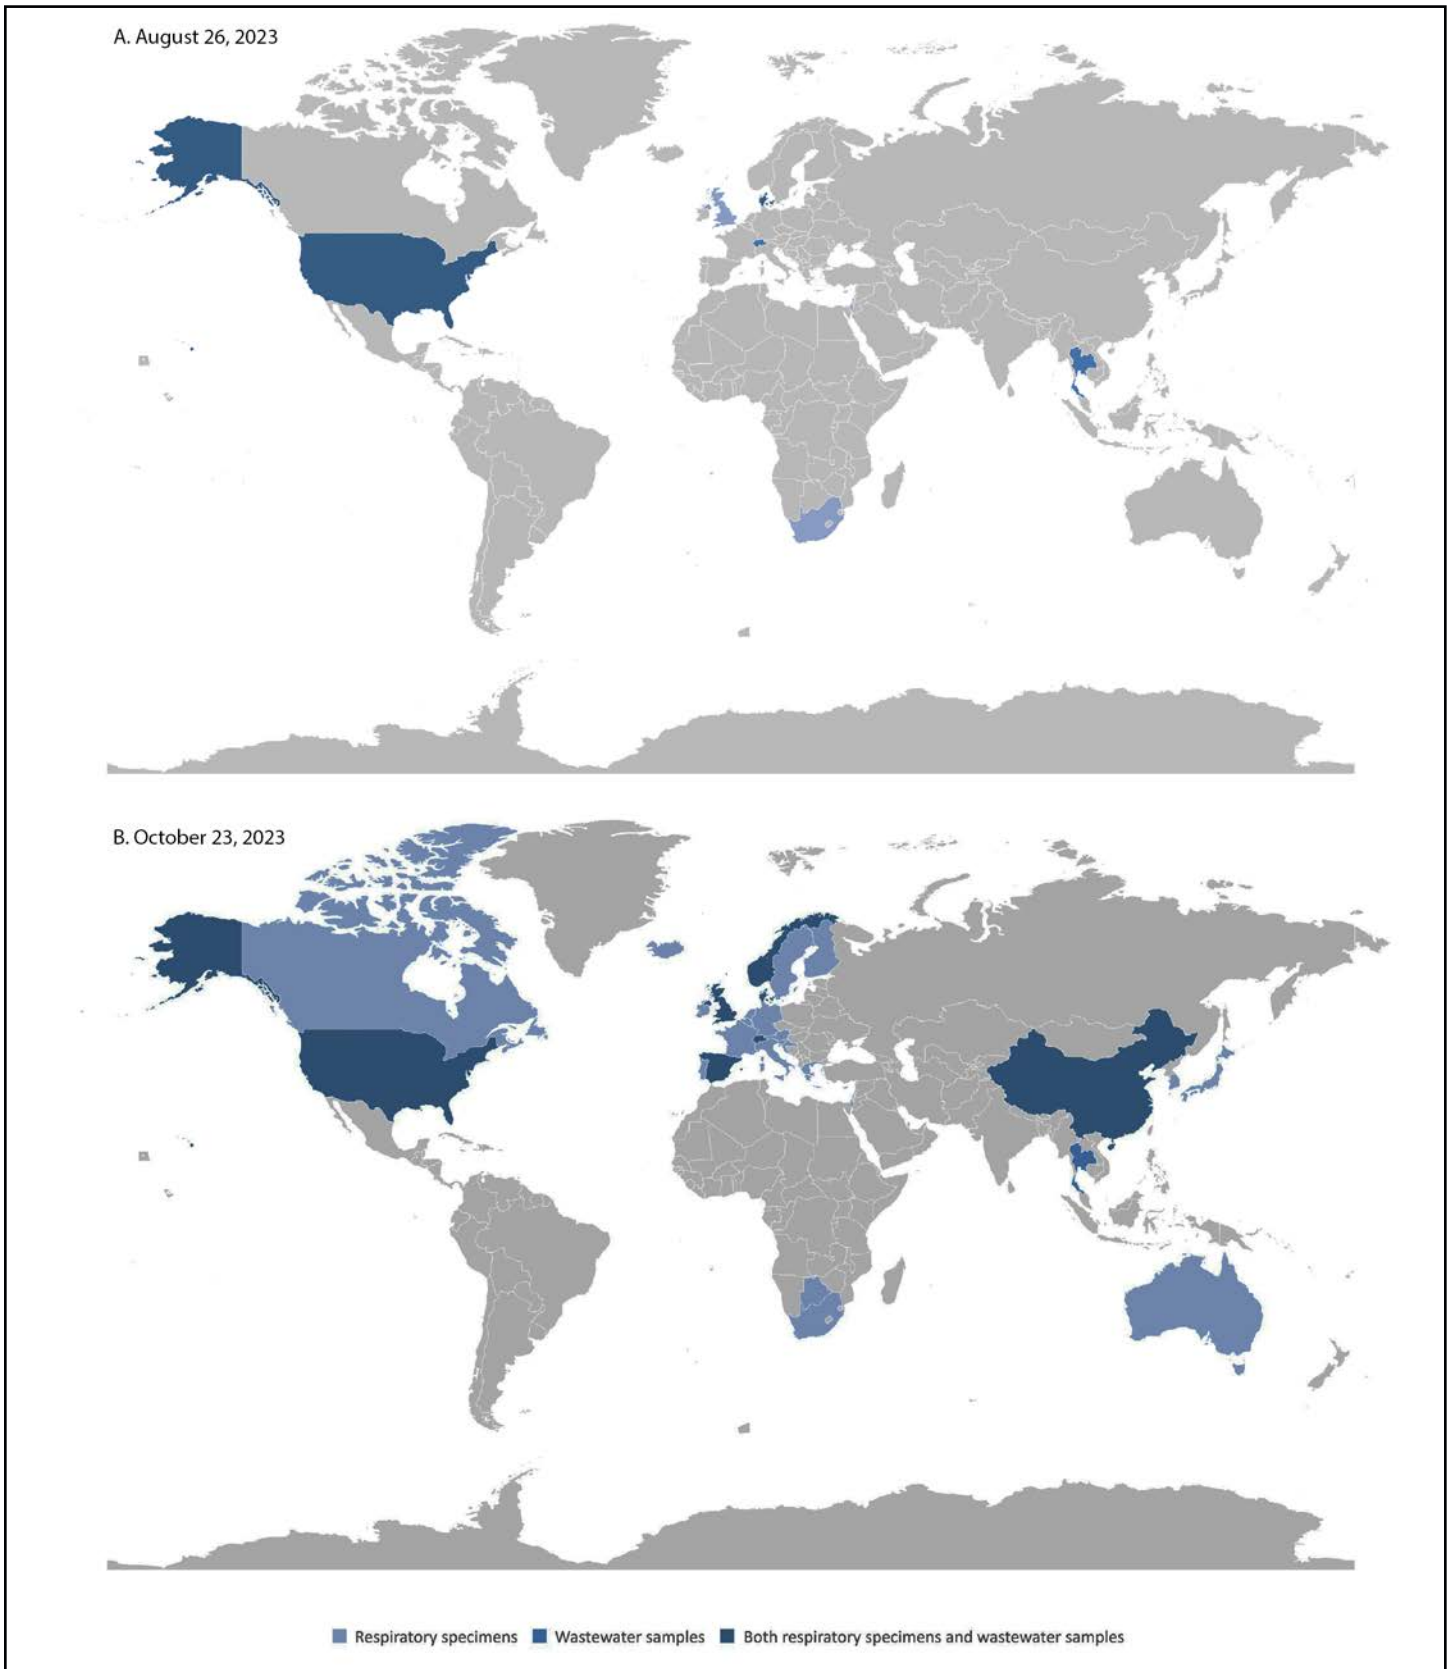 A. August 26, 2023
B. October 23, 2023
Respiratory specimens Wastewater samples Both respiratory specimens and wastewater samples